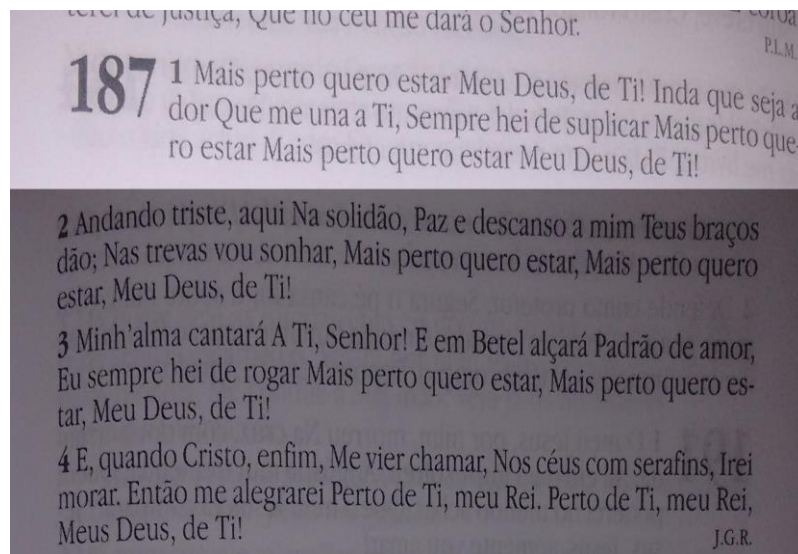 de justiça, Que no céu me dará o Senhor.
P.L.M.
187 1 Mais perto quero estar Meu Deus, de Ti! Inda que seja a
dor Que me una a Ti, Sempre hei de suplicar Mais perto que-
ro estar Mais perto quero estar Meu Deus, de Ti!
2 Andando triste, aqui Na solidão, Paz e descanso a mim Teus braços
dão; Nas trevas vou sonhar, Mais perto quero estar, Mais perto quero
estar, Meu Deus, de Ti!
3 Minh'alma cantará A Ti, Senhor! E em Betel alçará Padrão de amor,
Eu sempre hei de rogar Mais perto quero estar, Mais perto quero es-
tar, Meu Deus, de Ti!
4 E, quando Cristo, enfim, Me vier chamar, Nos céus com serafins, Irei
morar. Então me alegrarei Perto de Ti, meu Rei. Perto de Ti, meu Rei,
Meus Deus, de Ti!
J.G.R.